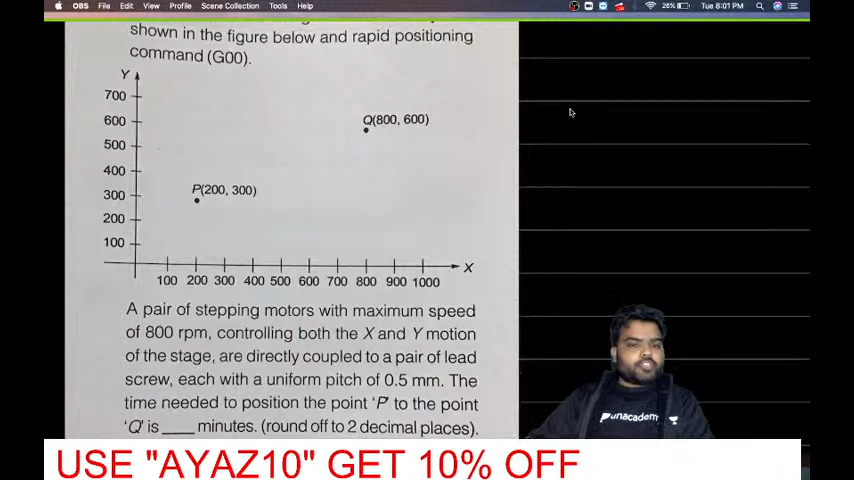 OBS File Edit View Profile Scene Collection Tools Help
26% Tue 8:01 PM
shown in the figure below and rapid positioning
command (G00).
Y
700
600
500
400
300
200
100
Q(800, 600)
P(200, 300)
100 200 300 400 500 600 700 800 900 1000
X
A pair of stepping motors with maximum speed
of 800 rpm, controlling both the X and Y motion
of the stage, are directly coupled to a pair of lead
screw, each with a uniform pitch of 0.5 mm. The
time needed to position the point 'P' to the point
'Q' is ____ minutes. (round off to 2 decimal places).
unacademy
USE "AYAZ10" GET 10% OFF